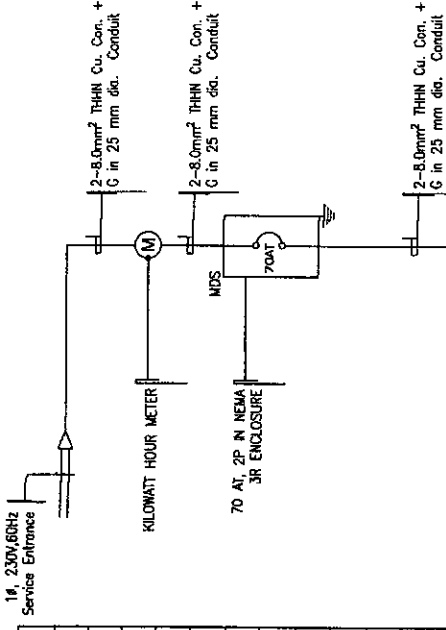 1ø, 230V,60Hz
Service Entrance
2-8.0mm² THHN Cu. Con. +
G in 25 mm dia. Conduit
M
KILOWATT HOUR METER
2-8.0mm² THHN Cu. Con. +
G in 25 mm dia. Conduit
MDS
70AT
70 AT, 2P IN NEMA
3R ENCLOSURE
2-8.0mm² THHN Cu. Con. +
G in 25 mm dia. Conduit